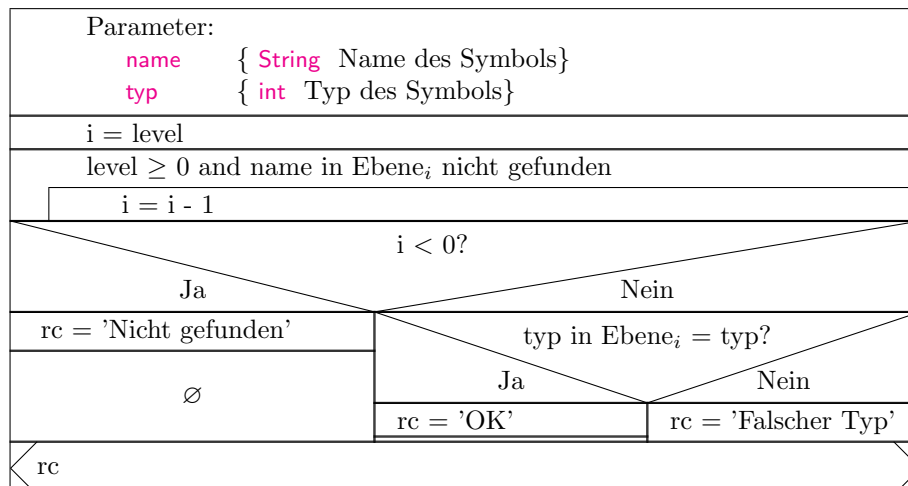 Parameter:
name { String Name des Symbols}
typ { int Typ des Symbols}
i = level
level ≥ 0 and name in Ebene_i nicht gefunden
i = i - 1
i < 0?
Ja Nein
rc = 'Nicht gefunden'
typ in Ebene_i = typ?
Ja Nein
∅
rc = 'OK' rc = 'Falscher Typ'
rc